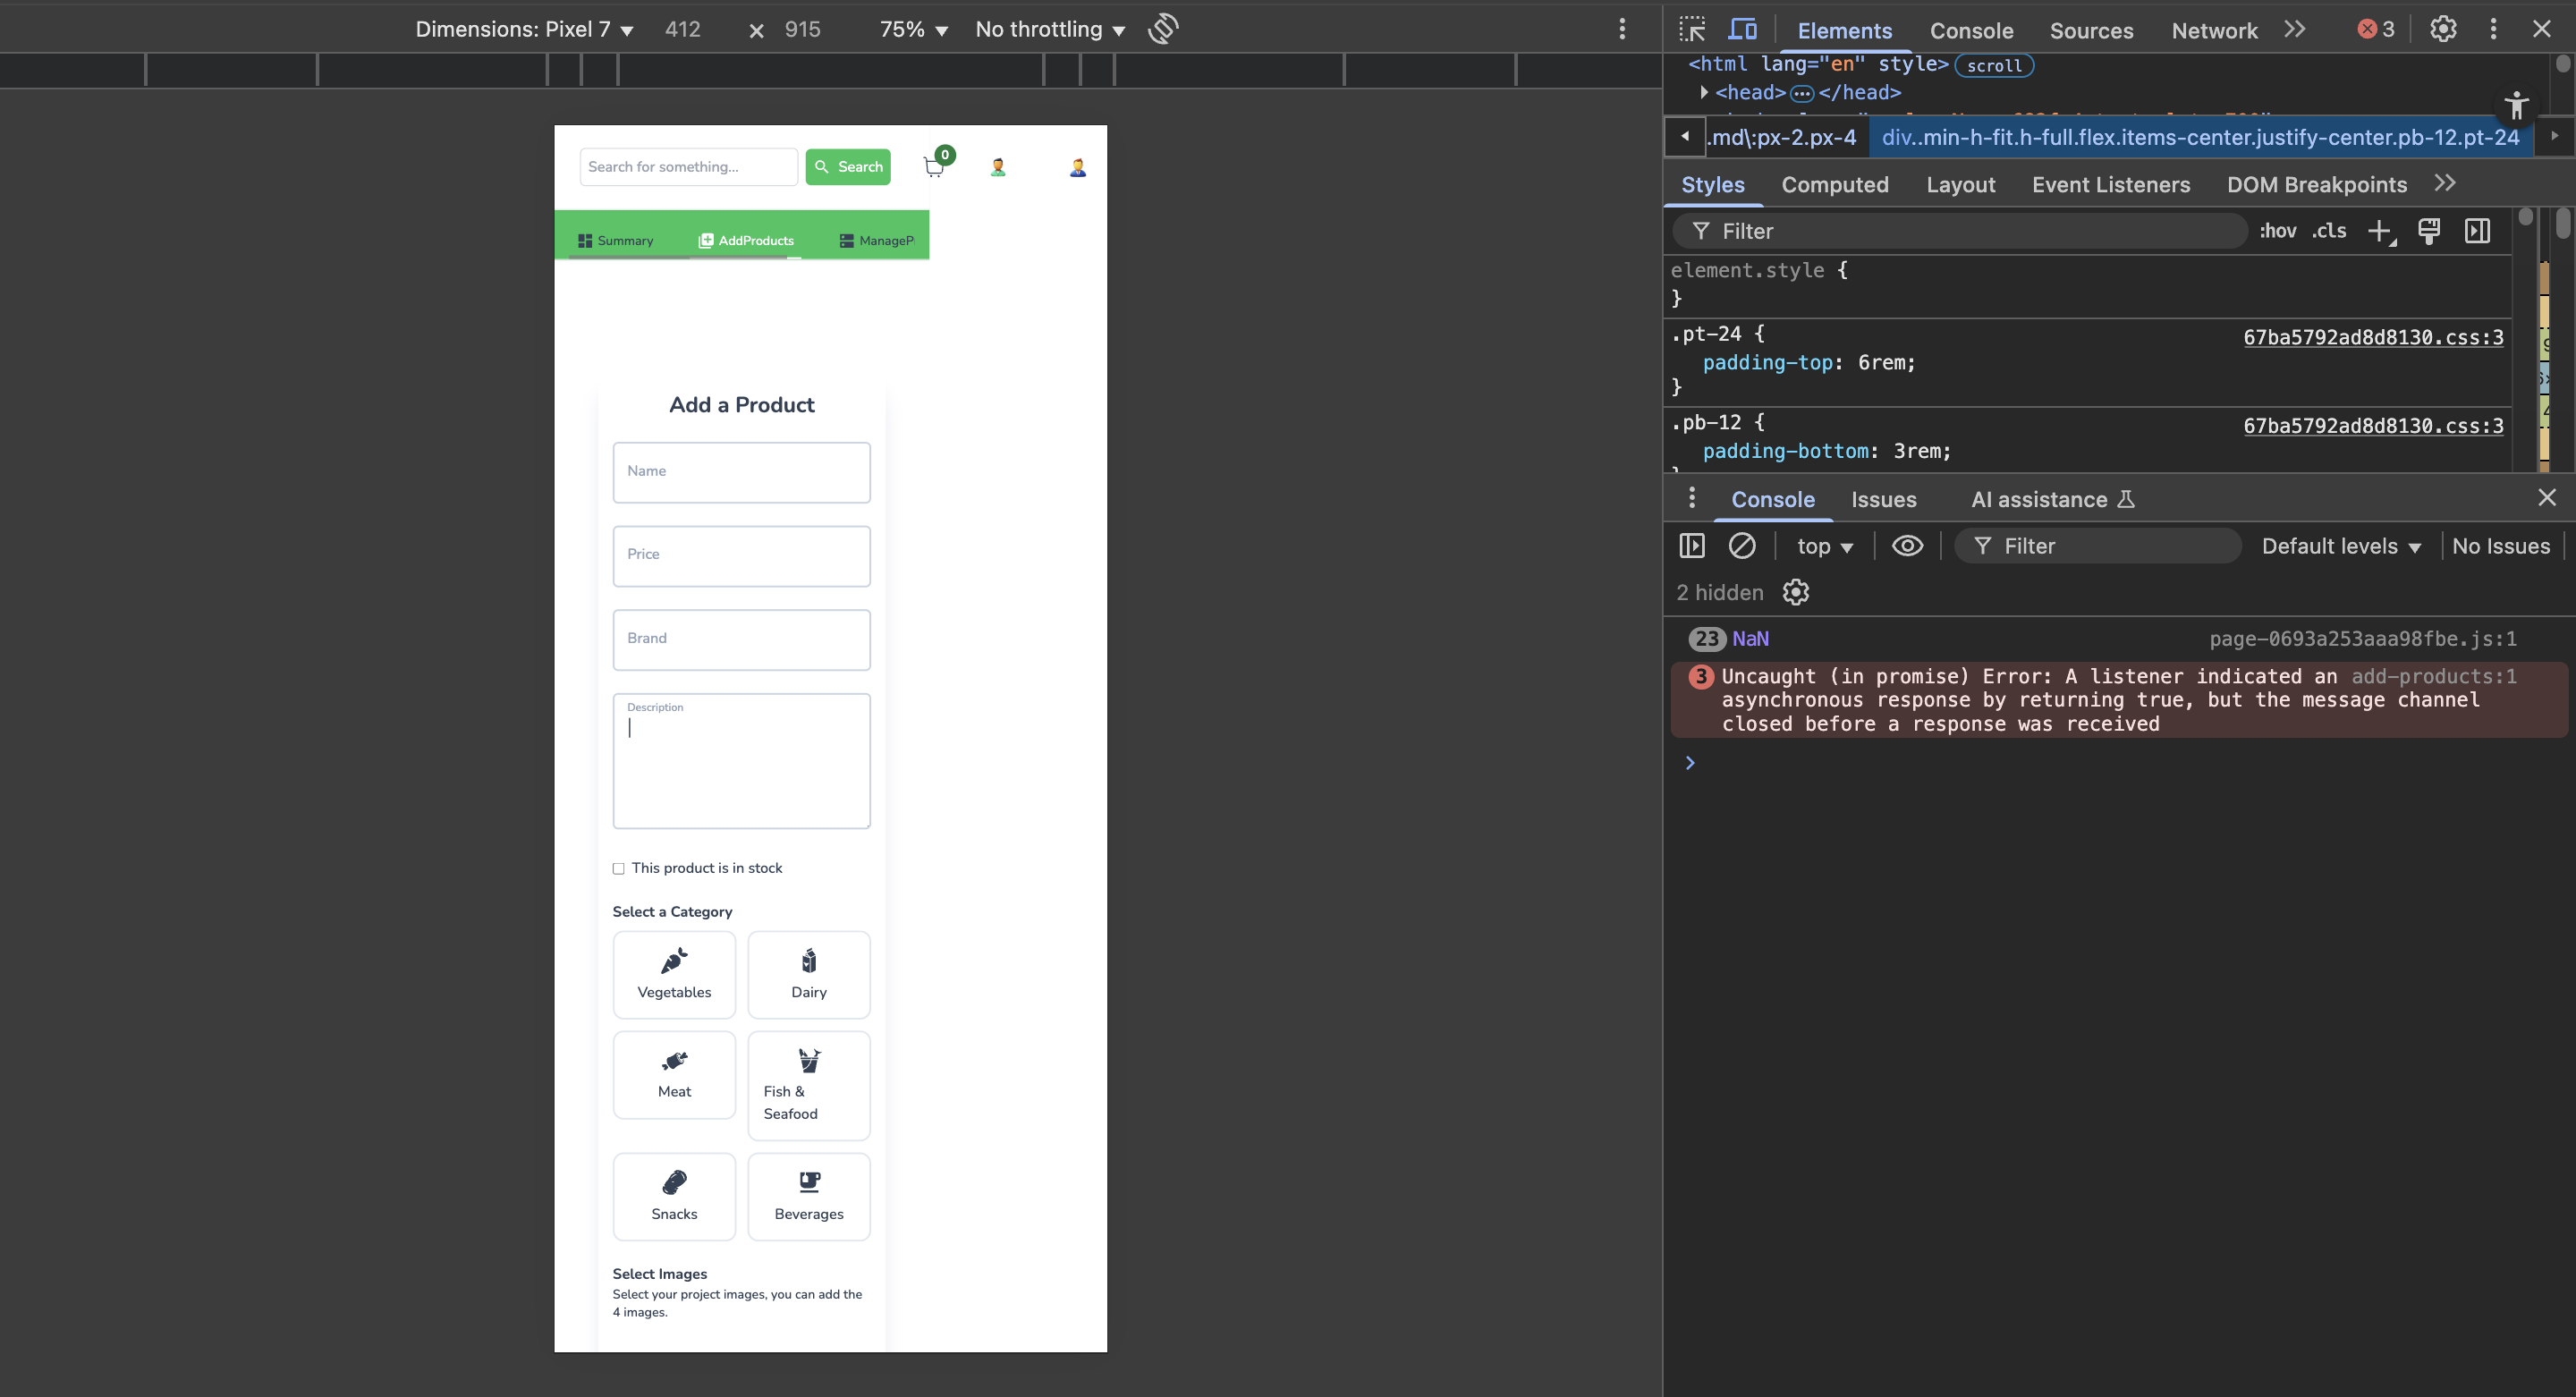 Dimensions: Pixel 7 412 × 915 75% No throttling
Elements Console Sources Network 3
<html lang="en" style> scroll
<head> </head>
.md\:px-2.px-4 div..min-h-fit.h-full.flex.items-center.justify-center.pb-12.pt-24
Styles Computed Layout Event Listeners DOM Breakpoints
Filter :hov .cls
element.style {
}
.pt-24 { 67ba5792ad8d8130.css:3
padding-top: 6rem;
}
.pb-12 { 67ba5792ad8d8130.css:3
padding-bottom: 3rem;
Console Issues AI assistance
top Filter Default levels No Issues
2 hidden
23 NaN page-0693a253aaa98fbe.js:1
3 Uncaught (in promise) Error: A listener indicated an add-products:1
asynchronous response by returning true, but the message channel
closed before a response was received
Search for something... Search 0
Summary AddProducts ManageP
Add a Product
Name
Price
Brand
Description
This product is in stock
Select a Category
Vegetables Dairy
Meat Fish &
Seafood
Snacks Beverages
Select Images
Select your project images, you can add the
4 images.